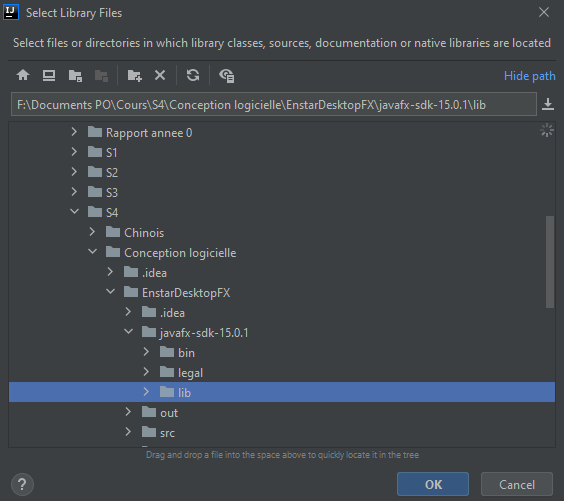 Select Library Files
Select files or directories in which library classes, sources, documentation or native libraries are located
Hide path
F:\Documents PO\Cours\S4\Conception logicielle\EnstarDesktopFX\javafx-sdk-15.0.1\lib
Rapport annee 0
S1
S2
S3
S4
Chinois
Conception logicielle
.idea
EnstarDesktopFX
.idea
javafx-sdk-15.0.1
bin
legal
lib
out
src
Drag and drop a file into the space above to quickly locate it in the tree
?
OK
Cancel